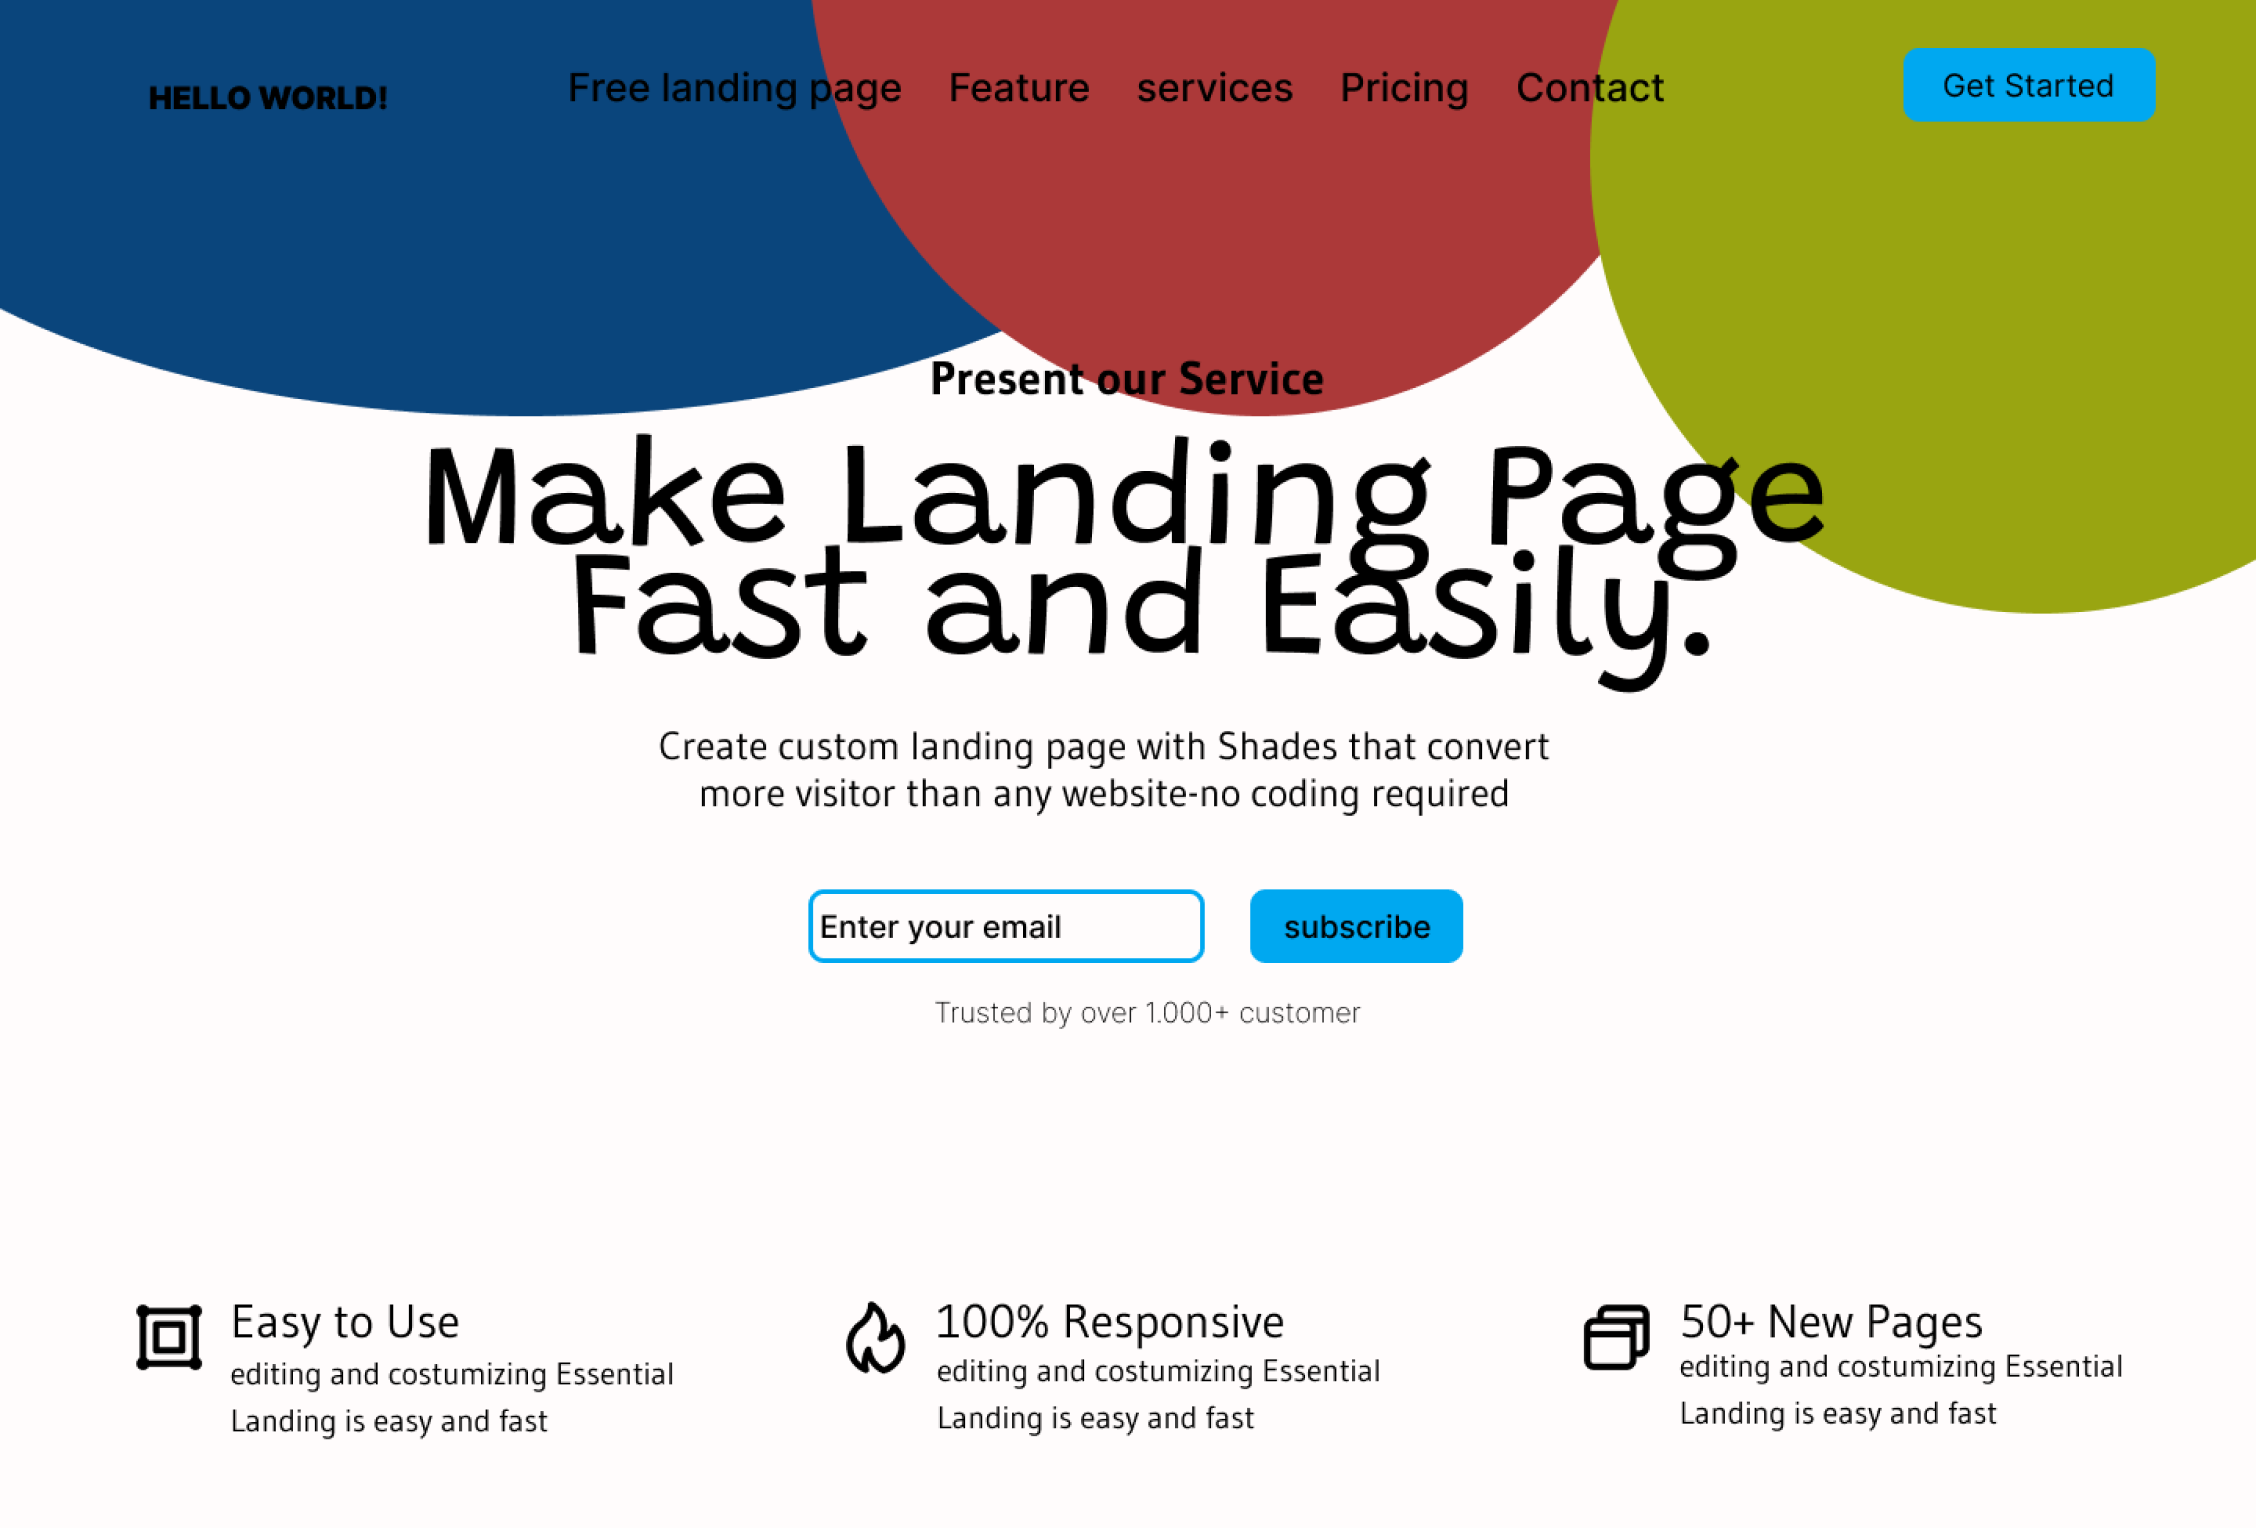 HELLO WORLD!
Free landing page Feature services Pricing Contact
Get Started
Present our Service
Make Landing Page
Fast and Easily.
Create custom landing page with Shades that convert
more visitor than any website-no coding required
Enter your email
subscribe
Trusted by over 1.000+ customer
Easy to Use
editing and costumizing Essential
Landing is easy and fast
100% Responsive
editing and costumizing Essential
Landing is easy and fast
50+ New Pages
editing and costumizing Essential
Landing is easy and fast